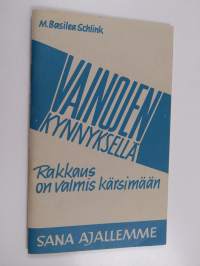 M. Basilea Schlink
VAINOJEN
KYNNYKSELLÄ
Rakkaus
on valmis kärsimään
SANA AJALLEMME